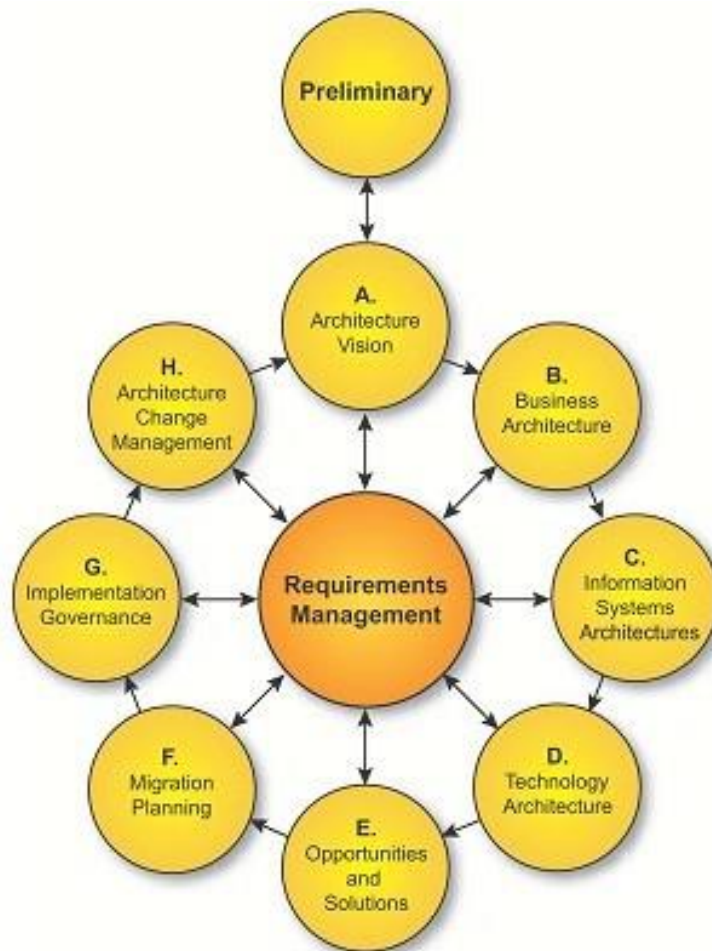 Preliminary
A.
Architecture
Vision
B.
Business
Architecture
C.
Information
Systems
Architectures
D.
Technology
Architecture
E.
Opportunities
and
Solutions
F.
Migration
Planning
G.
Implementation
Governance
H.
Architecture
Change
Management
Requirements
Management